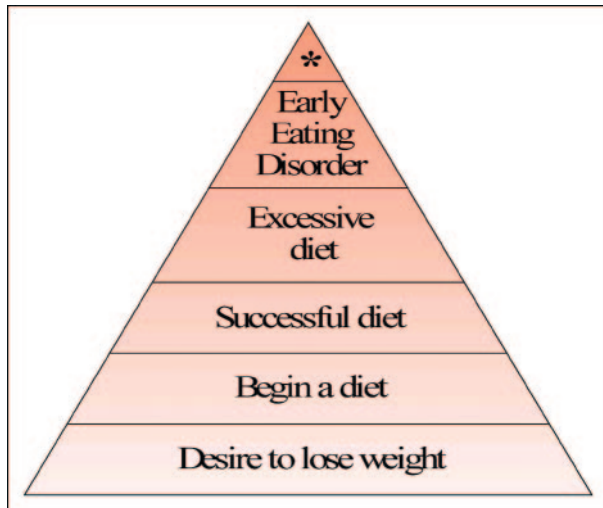 *
Early
Eating
Disorder
Excessive
diet
Successful diet
Begin a diet
Desire to lose weight